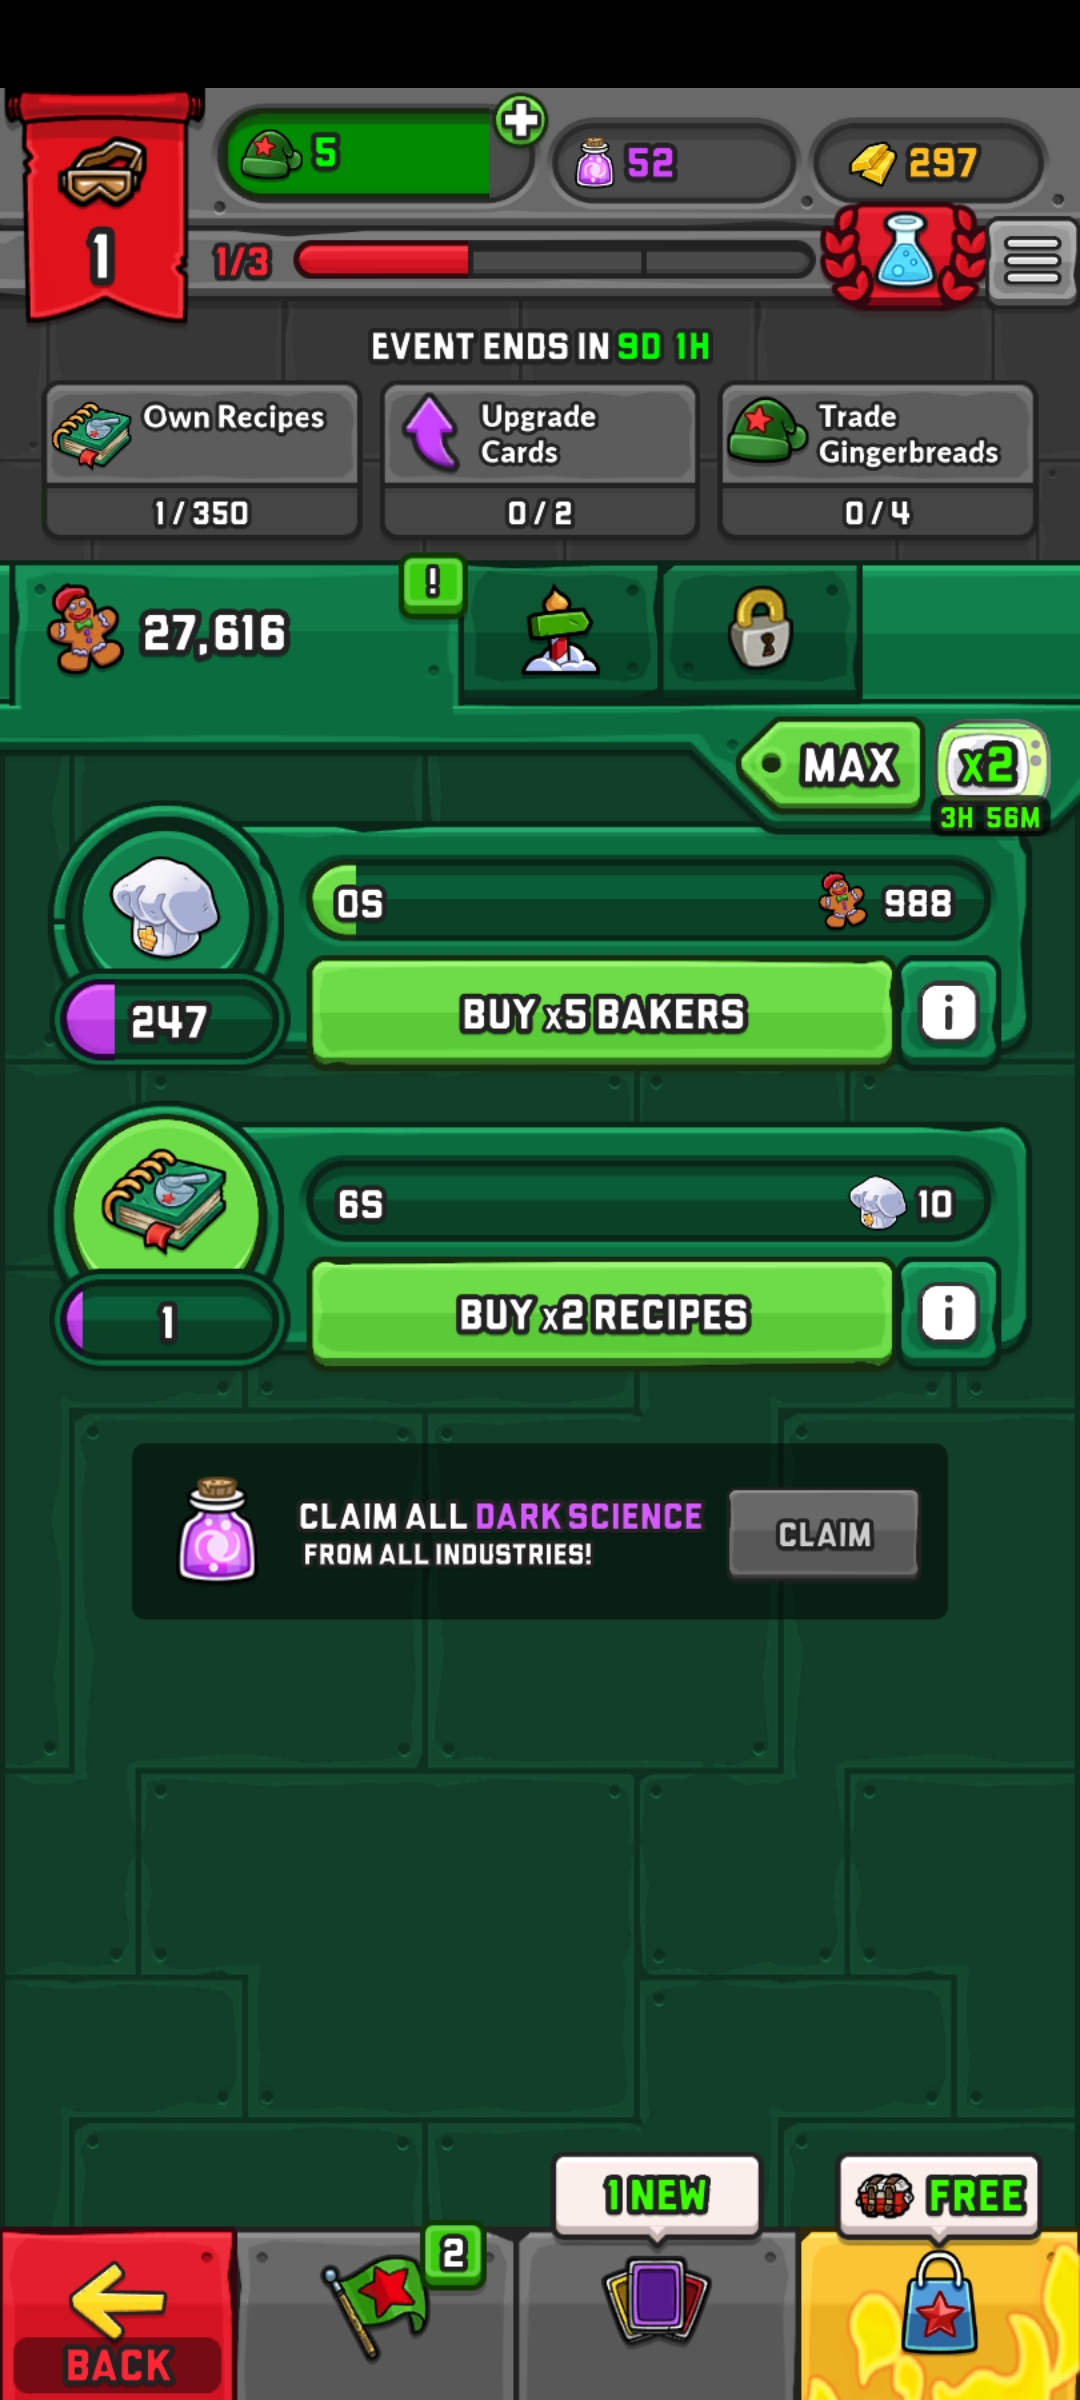 5
52
297
1
1/3
EVENT ENDS IN 9D 1H
Own Recipes
1/350
Upgrade
Cards
0/2
Trade
Gingerbreads
0/4
27,616
!
MAX
x2
3H 56M
0S
988
247
BUY x5 BAKERS
i
6S
10
1
BUY x2 RECIPES
i
CLAIM ALL DARK SCIENCE
FROM ALL INDUSTRIES!
CLAIM
1 NEW
FREE
2
BACK